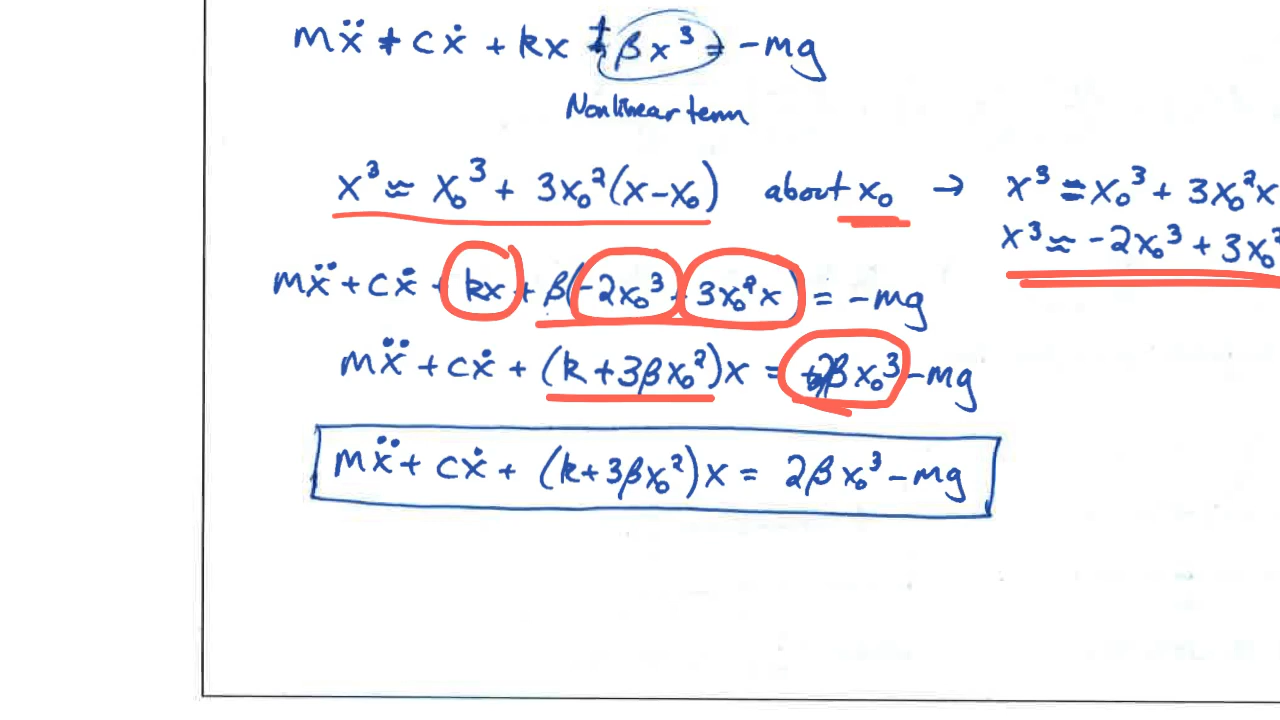 mẍ + cẋ + kx + βx³ = -mg
Nonlinear term
x³ ≈ x₀³ + 3x₀²(x-x₀) about x₀ → x³ = x₀³ + 3x₀²x
x³ ≈ -2x₀³ + 3x₀²
mẍ + cẋ + kx + β(-2x₀³ + 3x₀²x) = -mg
mẍ + cẋ + (k + 3βx₀²)x = +2βx₀³ - mg
mẍ + cẋ + (k + 3βx₀²)x = 2βx₀³ - mg